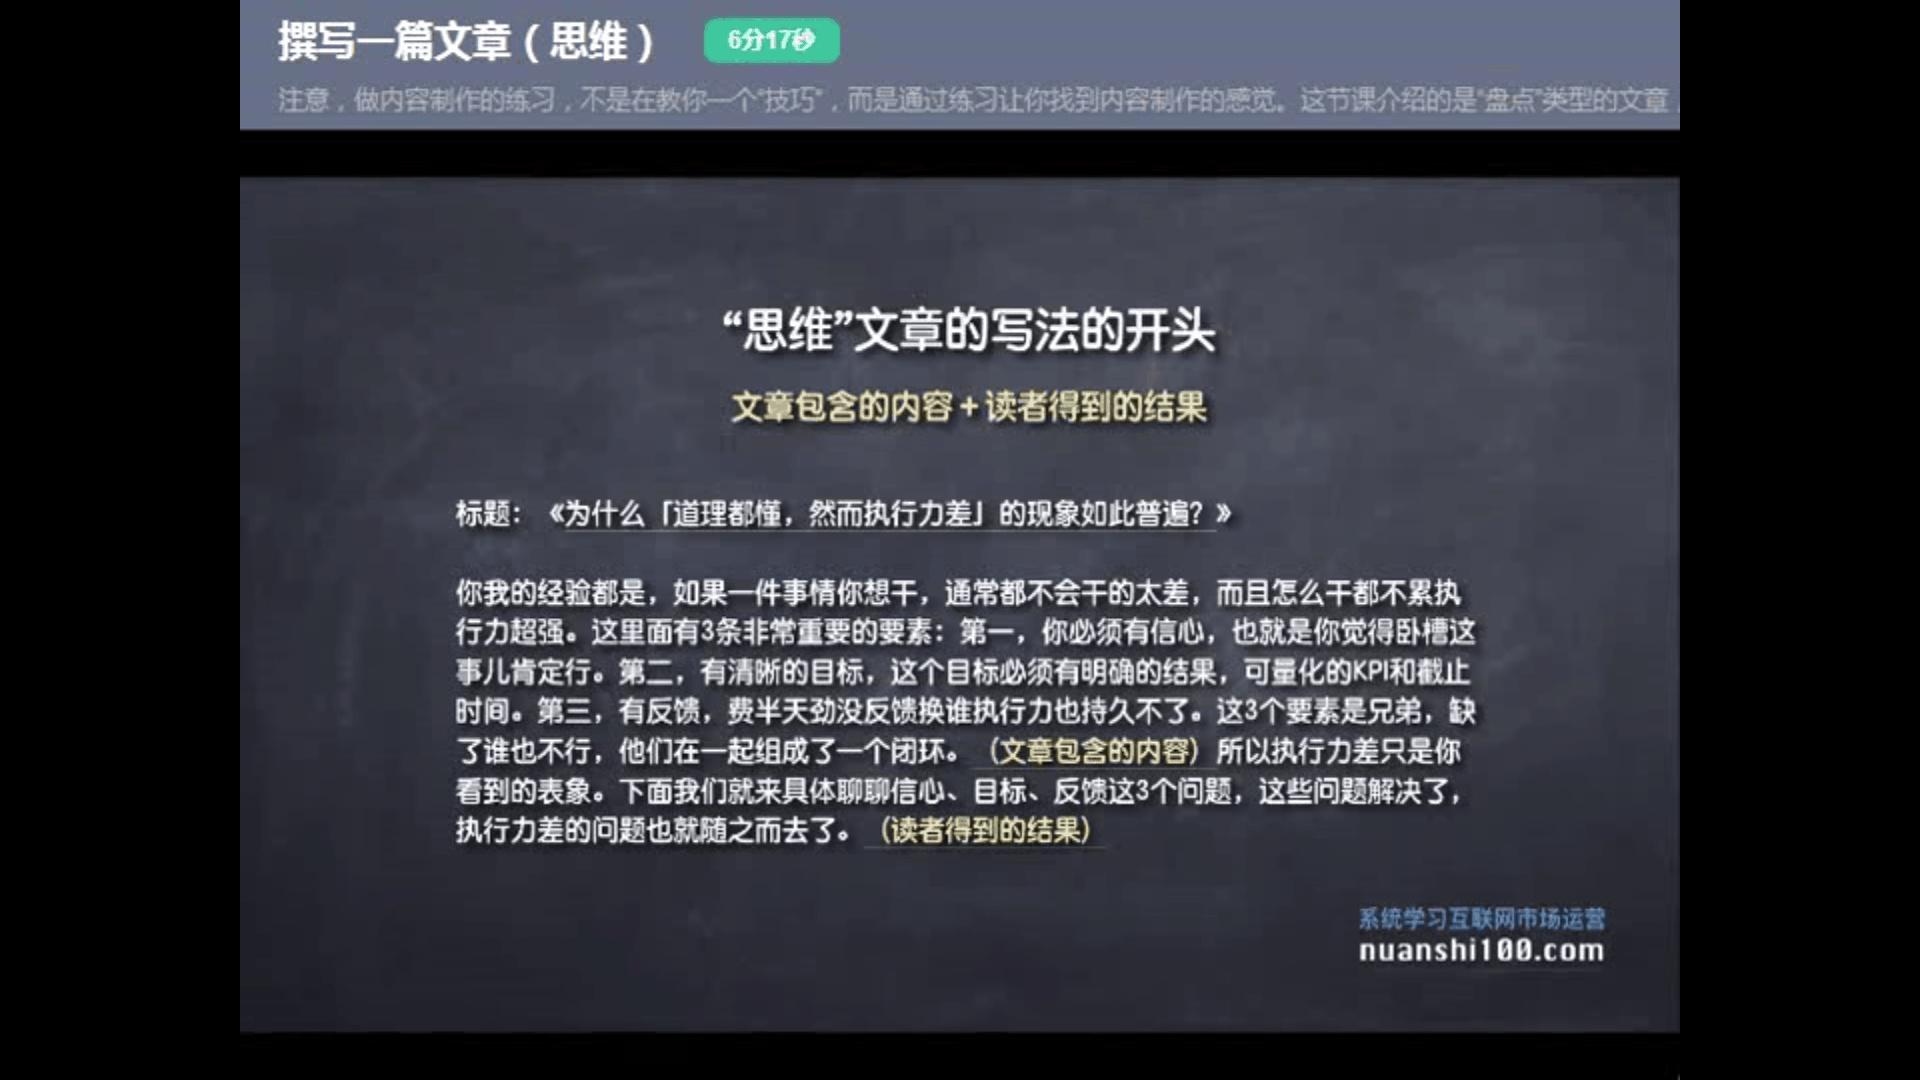 撰写一篇文章（思维）
6分17秒
注意，做内容制作的练习，不是在教你一个“技巧”，而是通过练习让你找到内容制作的感觉。这节课介绍的是“盘点”类型的文章，
“思维”文章的写法的开头
文章包含的内容+读者得到的结果
标题：《为什么「道理都懂，然而执行力差」的现象如此普遍？》
你我的经验都是，如果一件事情你想干，通常都不会干的太差，而且怎么干都不累执
行力超强。这里面有3条非常重要的要素：第一，你必须有信心，也就是你觉得卧槽这
事儿肯定行。第二，有清晰的目标，这个目标必须有明确的结果，可量化的KPI和截止
时间。第三，有反馈，费半天劲没反馈换谁执行力也持久不了。这3个要素是兄弟，缺
了谁也不行，他们在一起组成了一个闭环。（文章包含的内容）所以执行力差只是你
看到的表象。下面我们就来具体聊聊信心、目标、反馈这3个问题，这些问题解决了，
执行力差的问题也就随之而去了。（读者得到的结果）
系统学习互联网市场运营
nuanshi100.com